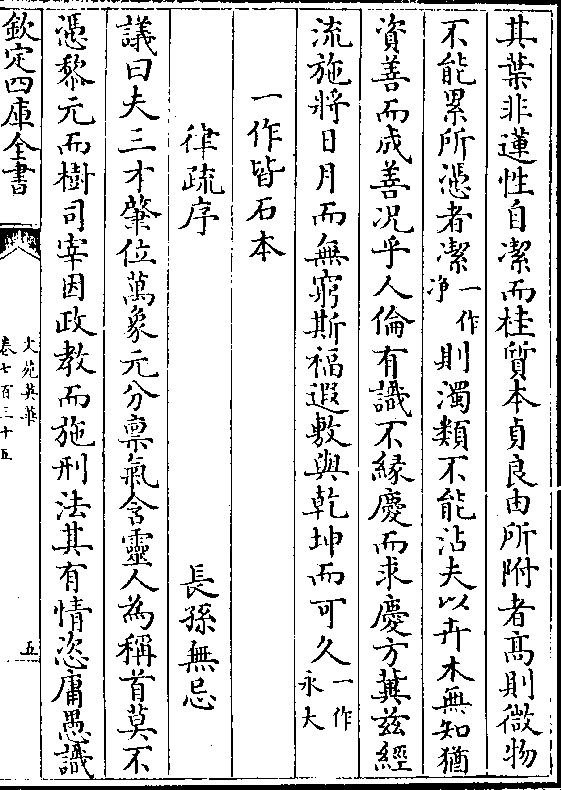 其葉非蓮性自潔而桂質本貞良由所附者高則微物
不能累所憑者潔一作淨則濁類不能沾夫以卉木無知猶
資善而成善況乎人倫有識不緣慶而求慶方冀茲經
流施將日月而無窮斯福遐敷與乾坤而可久一作永大
一作皆石本
律疏序 長孫無忌
議曰夫三才肇位萬象元分禀氣含靈人為稱首莫不
憑黎元而樹司宰因政教而施刑法其有情恣庸愚識
欽定四庫全書
文苑英華
卷七百三十五
五